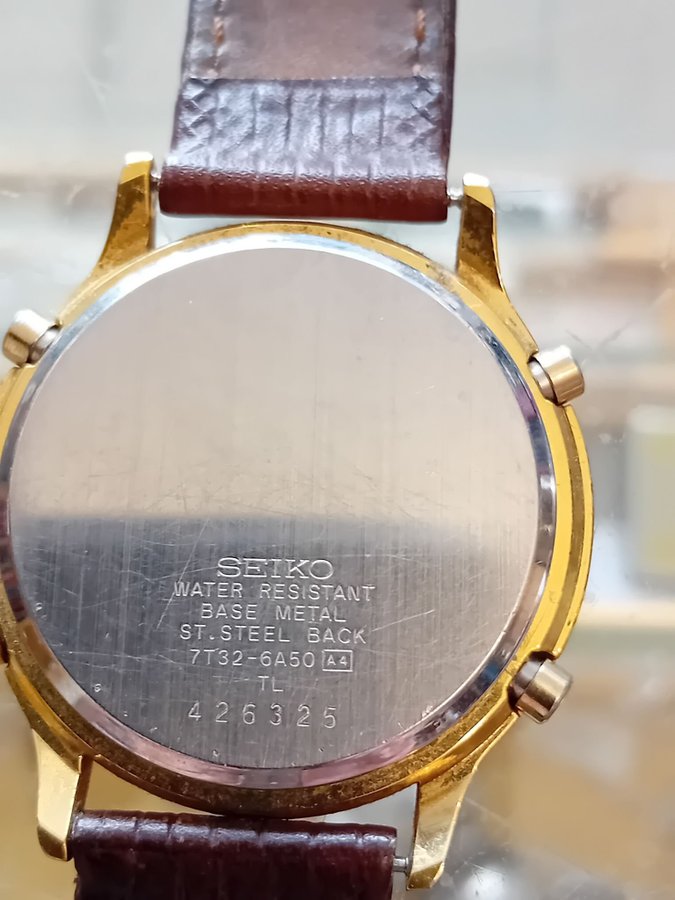 SEIKO
WATER RESISTANT
BASE METAL
ST.STEEL BACK
7T32-6A50 A4
TL
426325